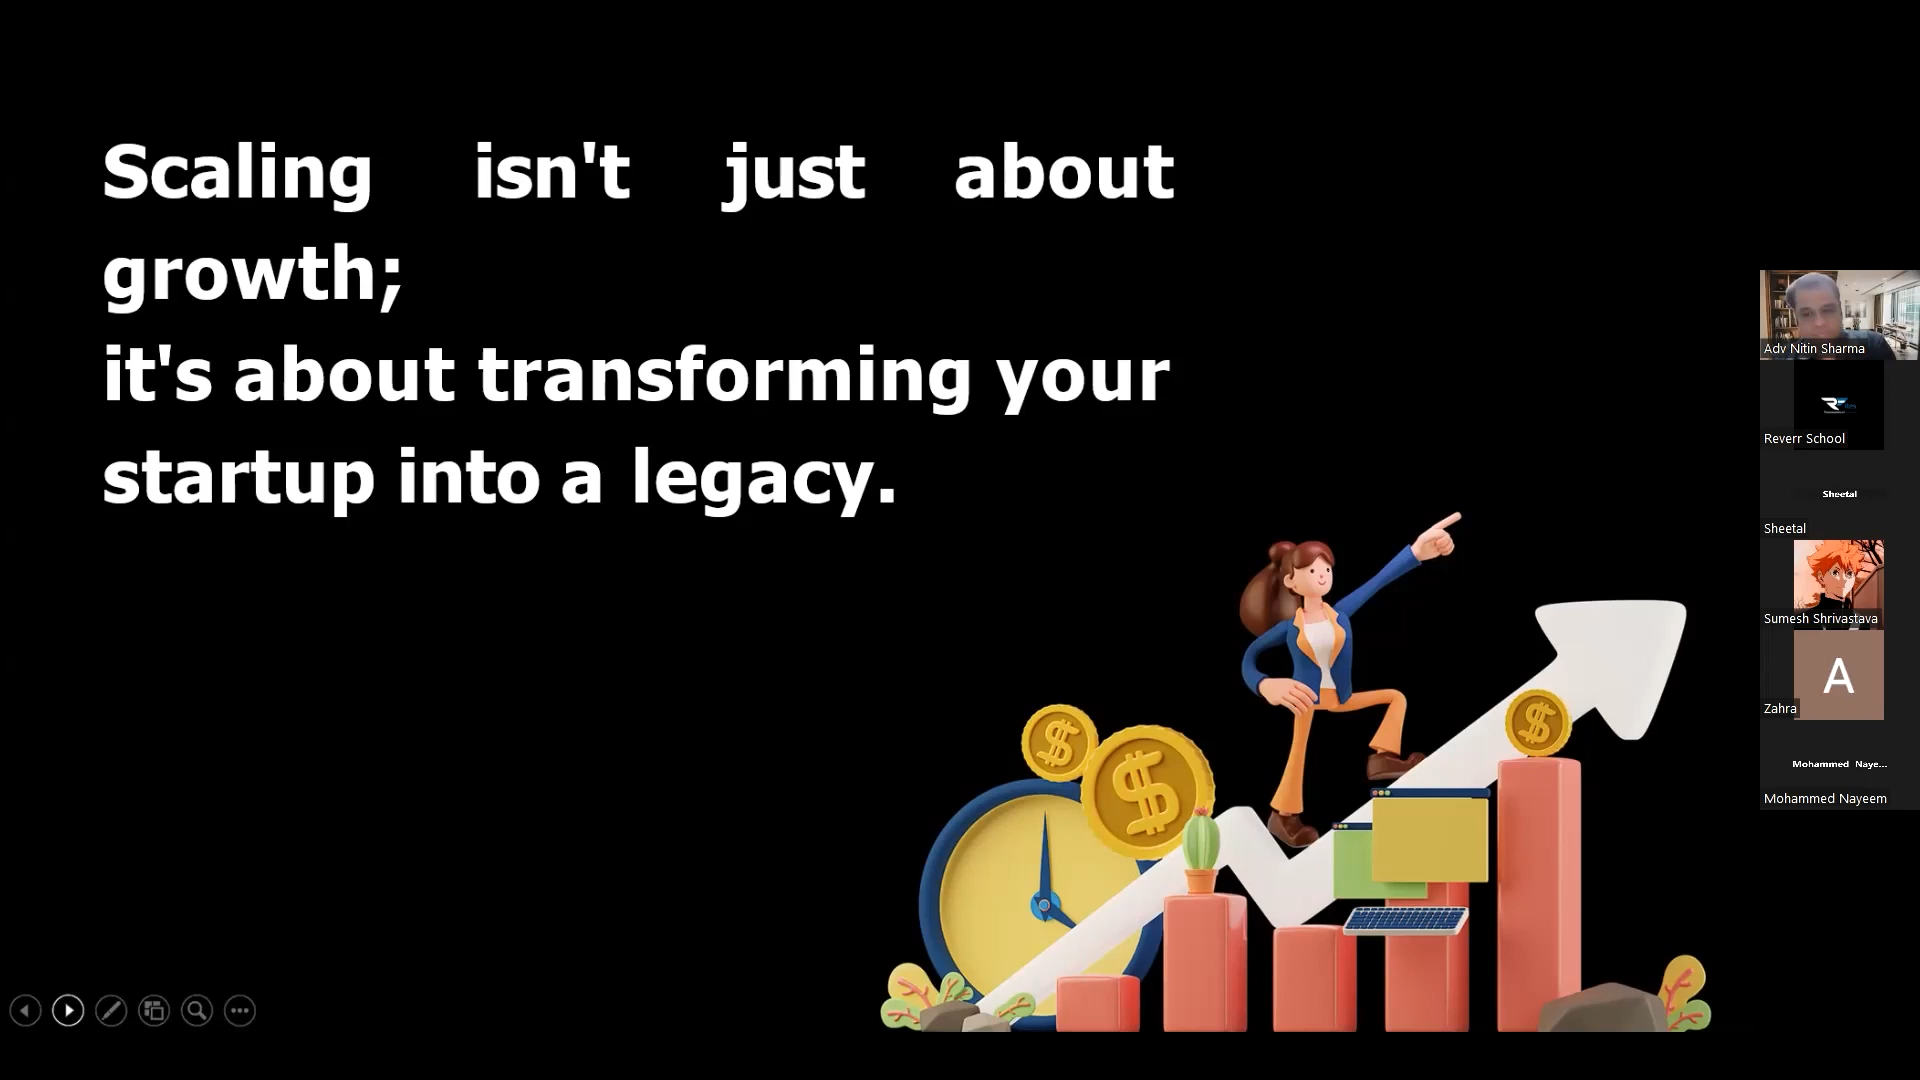 Scaling isn't just about
growth;
it's about transforming your
startup into a legacy.
Adv Nitin Sharma
Reverr School
Sheetal
Sheetal
Sumesh Shrivastava
A
Zahra
Mohammed Naye...
Mohammed Nayeem